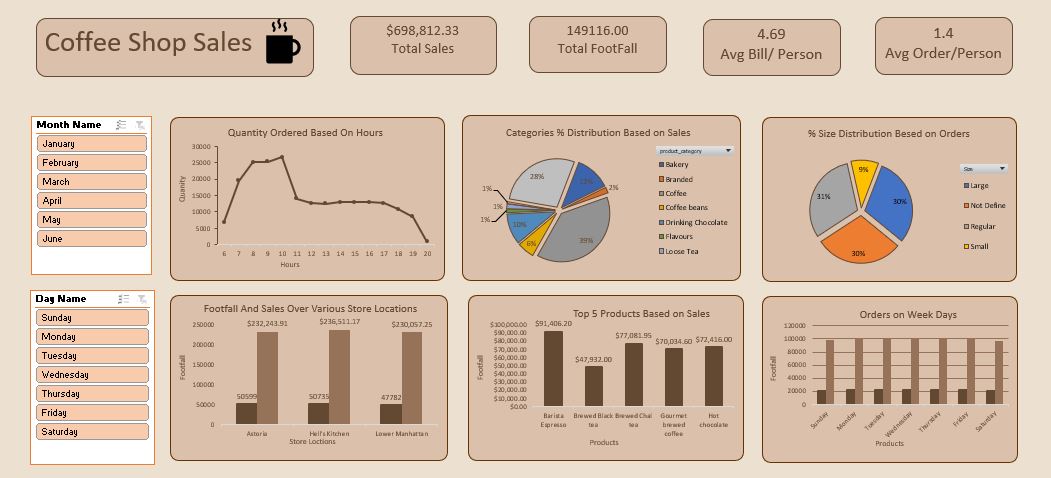 Coffee Shop Sales
$698,812.33
Total Sales
149116.00
Total FootFall
4.69
Avg Bill/ Person
1.4
Avg Order/Person
Month Name
January
February
March
April
May
June
Quantity Ordered Based On Hours
30000
25000
20000
15000
10000
5000
0
Quanity
6 7 8 9 10 11 12 13 14 15 16 17 18 19 20
Hours
Categories % Distribution Based on Sales
product_category
Bakery
Branded
Coffee
Coffee beans
Drinking Chocolate
Flavours
Loose Tea
28%
12%
2%
39%
6%
10%
1%
1%
1%
% Size Distribution Besed on Orders
Size
Large
Not Define
Regular
Small
9%
30%
30%
31%
Day Name
Sunday
Monday
Tuesday
Wednesday
Thursday
Friday
Saturday
Footfall And Sales Over Various Store Locations
250000
200000
150000
100000
50000
0
Footfall
$232,243.91
$236,511.17
$230,057.25
50599
50735
47782
Astoria
Hell's Kitchen
Lower Manhattan
Store Loctions
Top 5 Products Based on Sales
$100,000.00
$90,000.00
$80,000.00
$70,000.00
$60,000.00
$50,000.00
$40,000.00
$30,000.00
$20,000.00
$10,000.00
$0.00
Footfall
$91,406.20
$47,932.00
$77,081.95
$70,034.60
$72,416.00
Barista
Espresso
Brewed Black
tea
Brewed Chai
tea
Gourmet
brewed
coffee
Hot
chocolate
Products
Orders on Week Days
120000
100000
80000
60000
40000
20000
0
Footfall
Sunday
Monday
Tuesday
Wednesday
Thursday
Friday
Saturday
Products